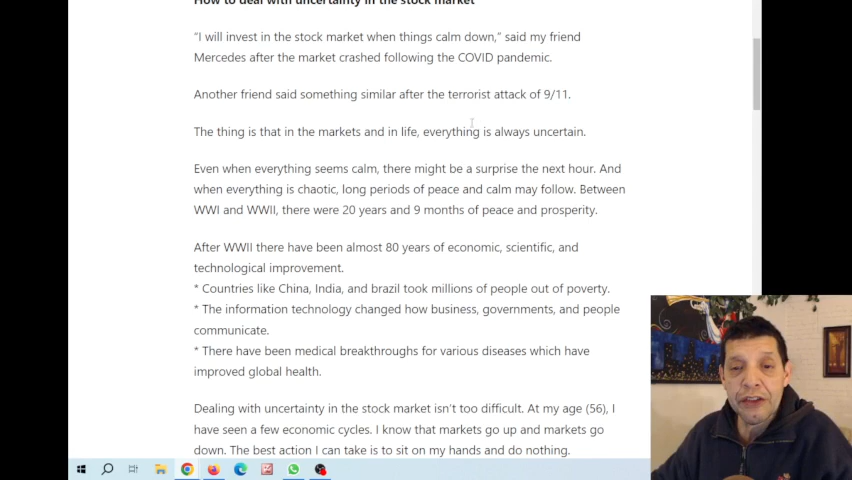 How to deal with uncertainty in the stock market
“I will invest in the stock market when things calm down,” said my friend
Mercedes after the market crashed following the COVID pandemic.
Another friend said something similar after the terrorist attack of 9/11.
The thing is that in the markets and in life, everything is always uncertain.
Even when everything seems calm, there might be a surprise the next hour. And
when everything is chaotic, long periods of peace and calm may follow. Between
WWI and WWII, there were 20 years and 9 months of peace and prosperity.
After WWII there have been almost 80 years of economic, scientific, and
technological improvement.
* Countries like China, India, and brazil took millions of people out of poverty.
* The information technology changed how business, governments, and people
communicate.
* There have been medical breakthroughs for various diseases which have
improved global health.
Dealing with uncertainty in the stock market isn’t too difficult. At my age (56), I
have seen a few economic cycles. I know that markets go up and markets go
down. The best action I can take is to sit on my hands and do nothing.